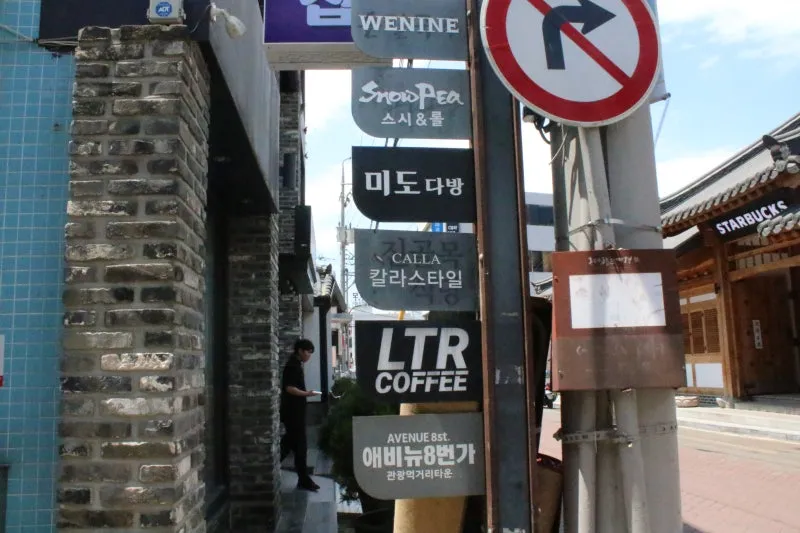 ADT
WENINE
SnowPea
스시&롤
미도다방
CALLA
칼라스타일
LTR
COFFEE
AVENUE 8st.
애비뉴8번가
관광먹거리타운
STARBUCKS